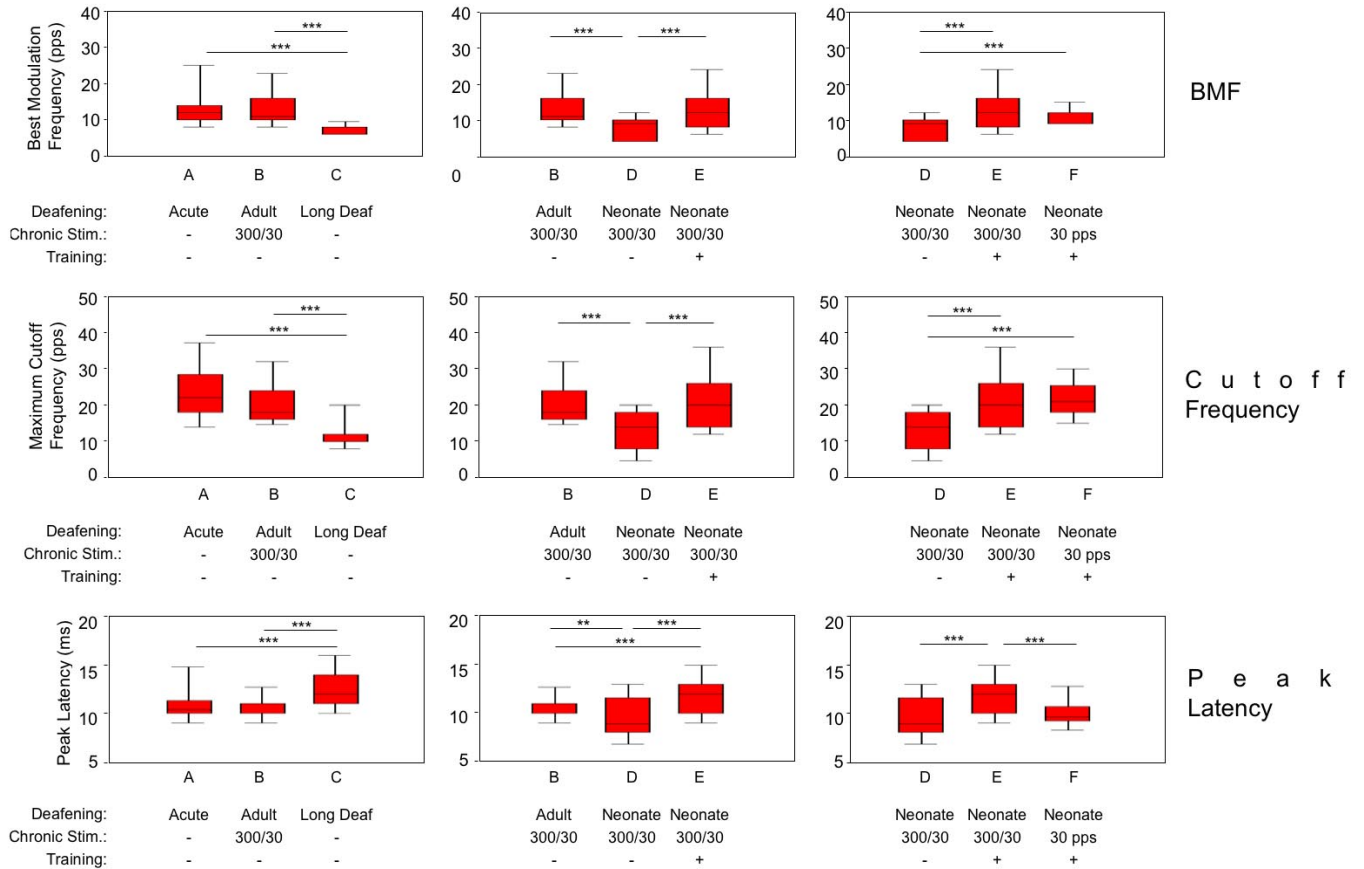 Best Modulation
Frequency (pps)
40
30
20
10
0
***
***
A B C
40
30
20
10
0
*** ***
B D E
40
30
20
10
0
***
***
D E F
BMF
Deafening: Acute Adult Long Deaf
Chronic Stim.: - 300/30 -
Training: - - -
Adult Neonate Neonate
300/30 300/30 300/30
- - +
Neonate Neonate Neonate
300/30 300/30 30 pps
- + +
Maximum Cutoff
Frequency (pps)
50
40
30
20
10
0
***
***
A B C
50
40
30
20
10
0
*** ***
B D E
50
40
30
20
10
0
***
***
D E F
Cutoff
Frequency
Deafening: Acute Adult Long Deaf
Chronic Stim.: - 300/30 -
Training: - - -
Adult Neonate Neonate
300/30 300/30 300/30
- - +
Neonate Neonate Neonate
300/30 300/30 30 pps
- + +
Peak Latency (ms)
20
15
10
5
***
***
A B C
20
15
10
5
** ***
***
B D E
20
15
10
5
*** ***
D E F
Peak
Latency
Deafening: Acute Adult Long Deaf
Chronic Stim.: - 300/30 -
Training: - - -
Adult Neonate Neonate
300/30 300/30 300/30
- - +
Neonate Neonate Neonate
300/30 300/30 30 pps
- + +